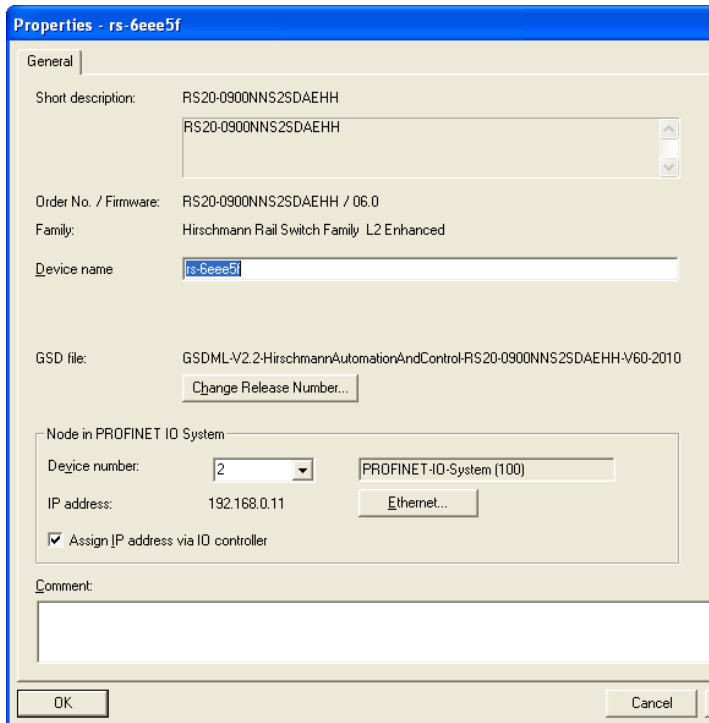 Properties - rs-6eee5f
General
Short description: RS20-0900NNS2SDAEHH
RS20-0900NNS2SDAEHH
Order No. / Firmware: RS20-0900NNS2SDAEHH / 06.0
Family: Hirschmann Rail Switch Family L2 Enhanced
Device name rs-6eee5f
GSD file: GSDML-V2.2-HirschmannAutomationAndControl-RS20-0900NNS2SDAEHH-V60-2010
Change Release Number...
Node in PROFINET IO System
Device number: 2 PROFINET-IO-System (100)
IP address: 192.168.0.11 Ethernet...
Assign IP address via IO controller
Comment:
OK Cancel